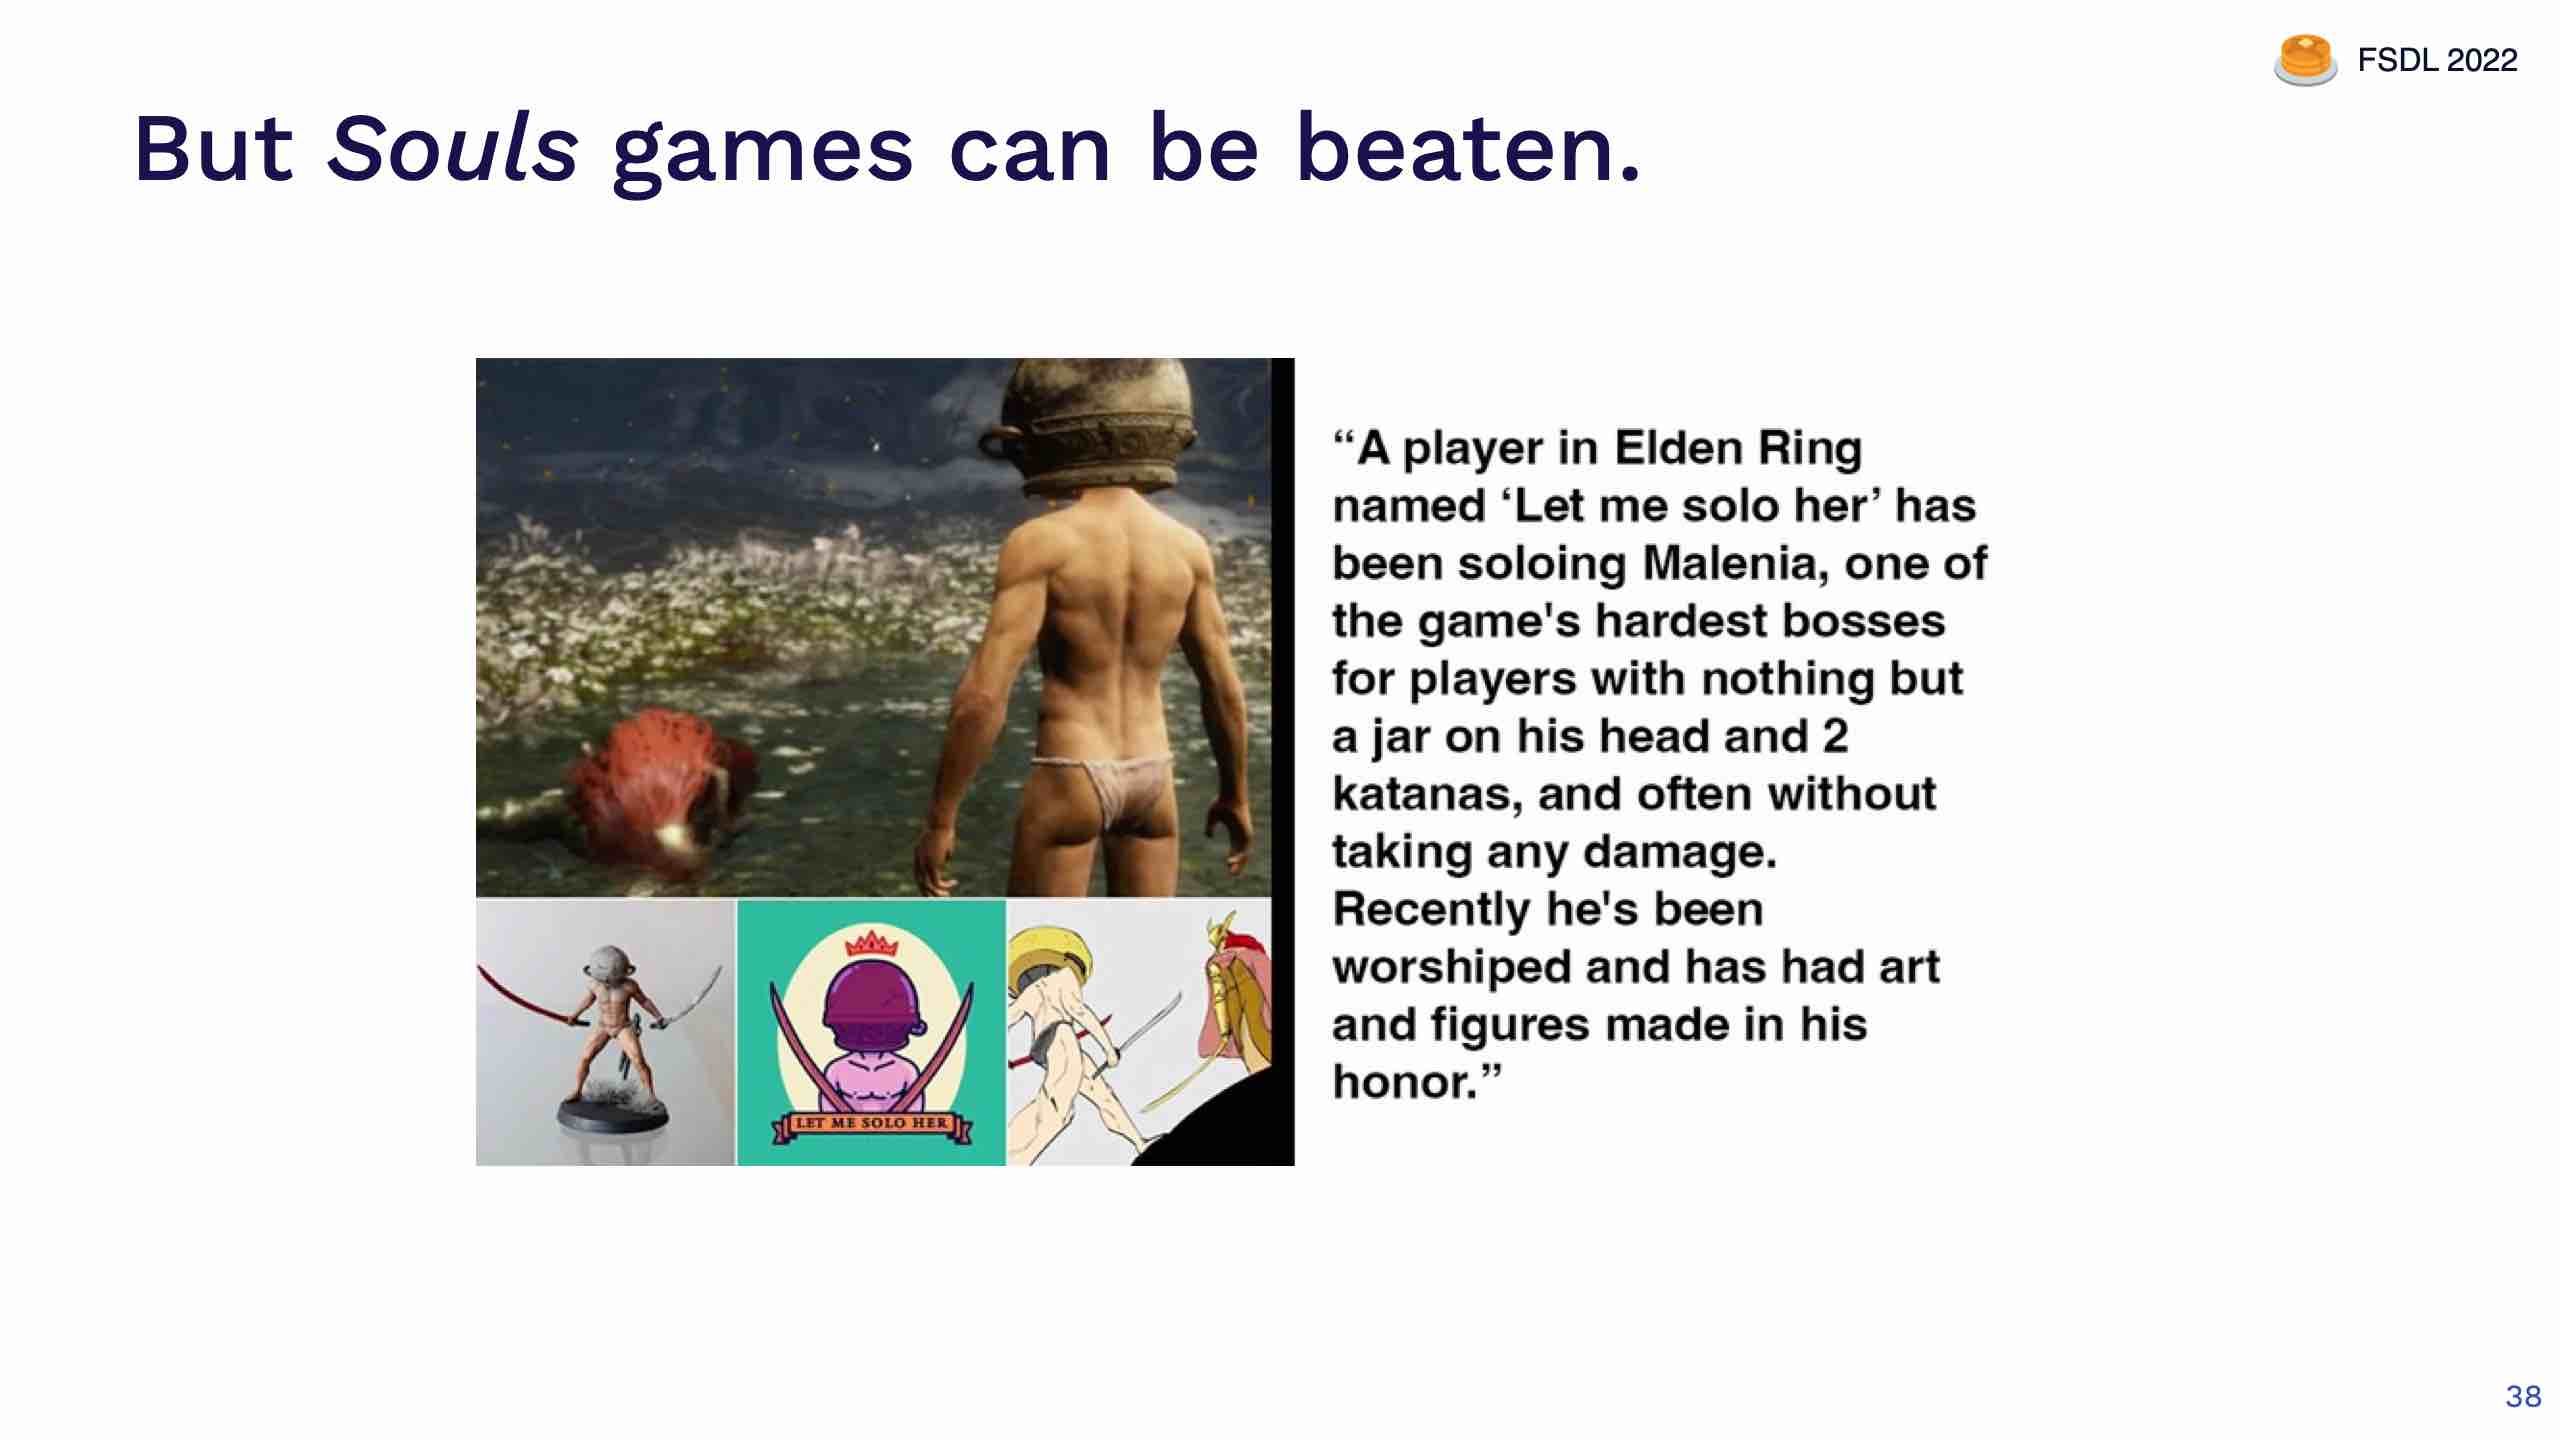 FSDL 2022
But Souls games can be beaten.
“A player in Elden Ring
named ‘Let me solo her’ has
been soloing Malenia, one of
the game's hardest bosses
for players with nothing but
a jar on his head and 2
katanas, and often without
taking any damage.
Recently he's been
worshiped and has had art
and figures made in his
honor.”
LET ME SOLO HER
38